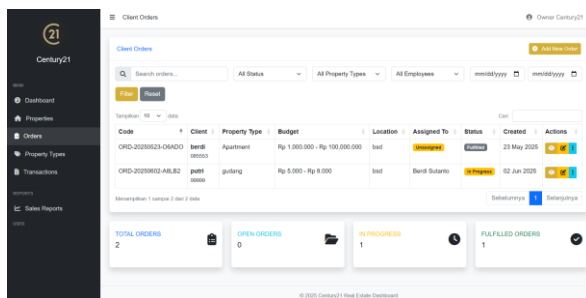 Client Orders
Owner Century21
21
Century21
MENU
Dashboard
Properties
Orders
Property Types
Transactions
REPORTS
Sales Reports
USER
Client Orders
Add New Order
Search orders...
All Status
All Property Types
All Employees
mm/dd/yyyy
mm/dd/yyyy
Filter
Reset
Tampilkan 10 data
Cari:
Code Client Property Type Budget Location Assigned To Status Created Actions
ORD-20250523-O6ADO berdi Apartment Rp 1.000.000 - Rp 100.000.000 bsd Unassigned Fulfilled 23 May 2025
085553
ORD-20250602-A8LB2 putri gudang Rp 5.000 - Rp 9.000 bsd Berdi Sutanto In Progress 02 Jun 2025
Menampilkan 1 sampai 2 dari 2 data
Sebelumnya 1 Selanjutnya
TOTAL ORDERS
2
OPEN ORDERS
0
IN PROGRESS
1
FULFILLED ORDERS
1
© 2025 Century21 Real Estate Dashboard